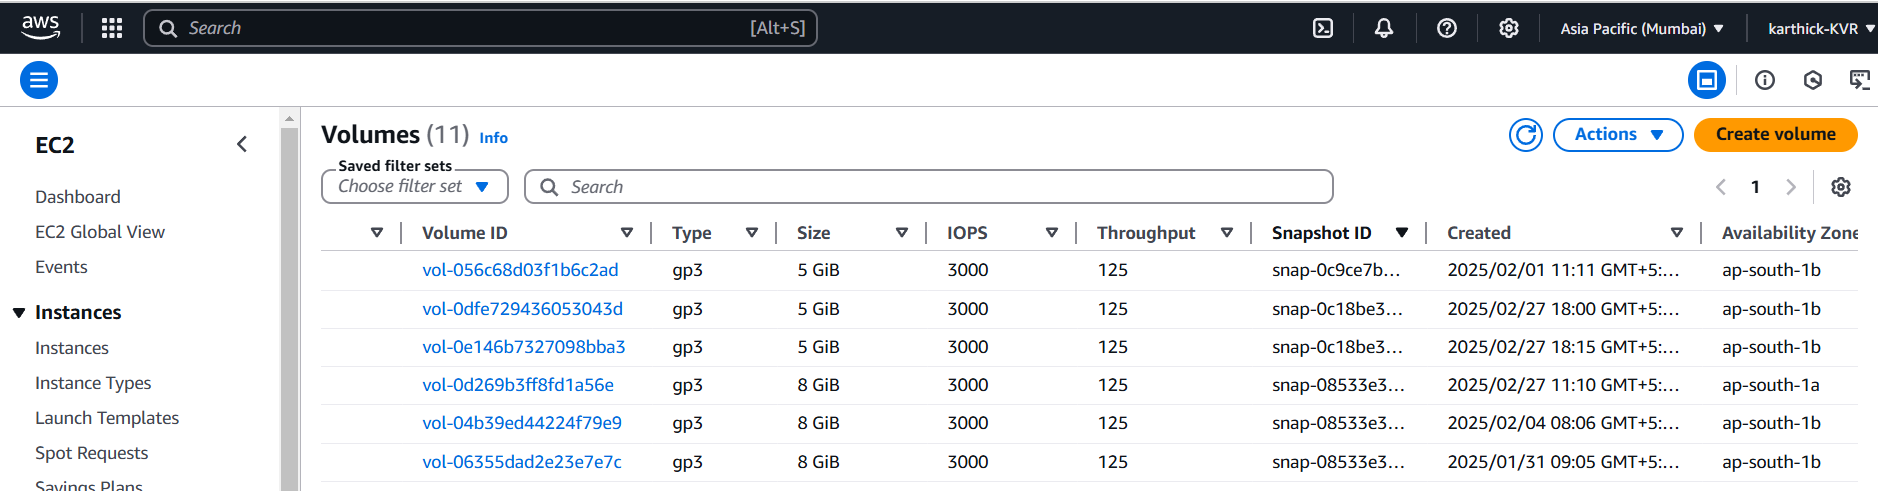 aws Search [Alt+S] Asia Pacific (Mumbai) karthick-KVR
EC2
Dashboard
EC2 Global View
Events
Instances
Instances
Instance Types
Launch Templates
Spot Requests
Savings Plans
Volumes (11) Info Actions Create volume
Saved filter sets
Choose filter set Search 1
Volume ID Type Size IOPS Throughput Snapshot ID Created Availability Zone
vol-056c68d03f1b6c2ad gp3 5 GiB 3000 125 snap-0c9ce7b... 2025/02/01 11:11 GMT+5:... ap-south-1b
vol-0dfe729436053043d gp3 5 GiB 3000 125 snap-0c18be3... 2025/02/27 18:00 GMT+5:... ap-south-1b
vol-0e146b7327098bba3 gp3 5 GiB 3000 125 snap-0c18be3... 2025/02/27 18:15 GMT+5:... ap-south-1b
vol-0d269b3ff8fd1a56e gp3 8 GiB 3000 125 snap-08533e3... 2025/02/27 11:10 GMT+5:... ap-south-1a
vol-04b39ed44224f79e9 gp3 8 GiB 3000 125 snap-08533e3... 2025/02/04 08:06 GMT+5:... ap-south-1b
vol-06355dad2e23e7e7c gp3 8 GiB 3000 125 snap-08533e3... 2025/01/31 09:05 GMT+5:... ap-south-1b